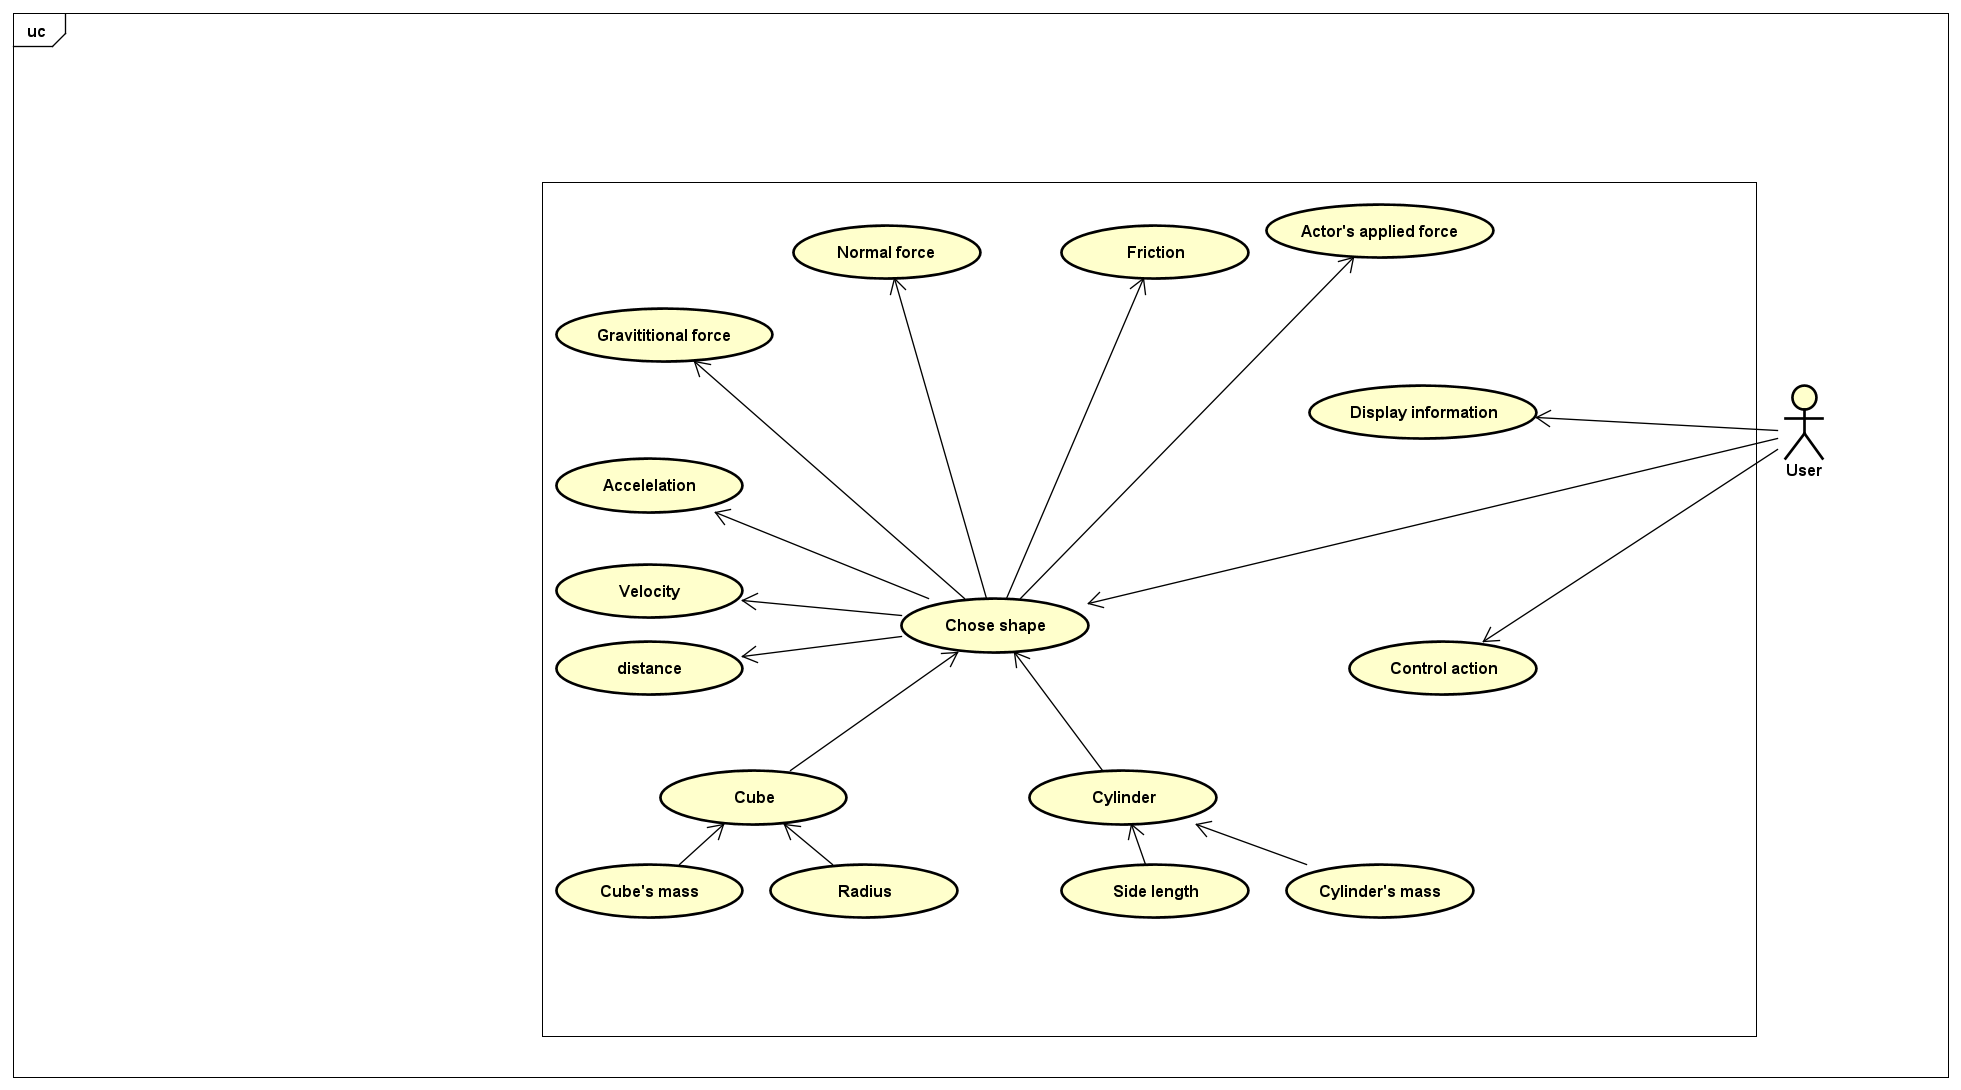 uc
Actor's applied force
Normal force
Friction
Gravititional force
Display information
User
Accelelation
Velocity
Chose shape
distance
Control action
Cube
Cylinder
Cube's mass
Radius
Side length
Cylinder's mass